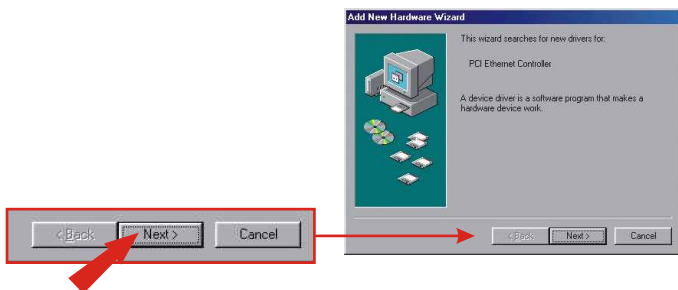 Add New Hardware Wizard
This wizard searches for new drivers for:
PCI Ethernet Controller
A device driver is a software program that makes a
hardware device work.
< Back Next > Cancel
< Back Next > Cancel